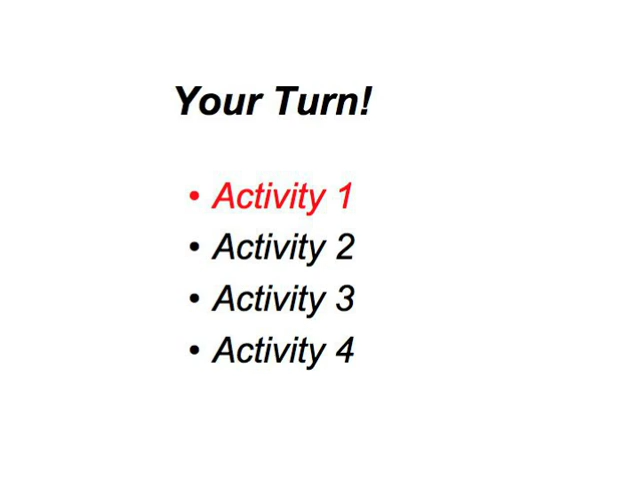 Your Turn!
• Activity 1
• Activity 2
• Activity 3
• Activity 4